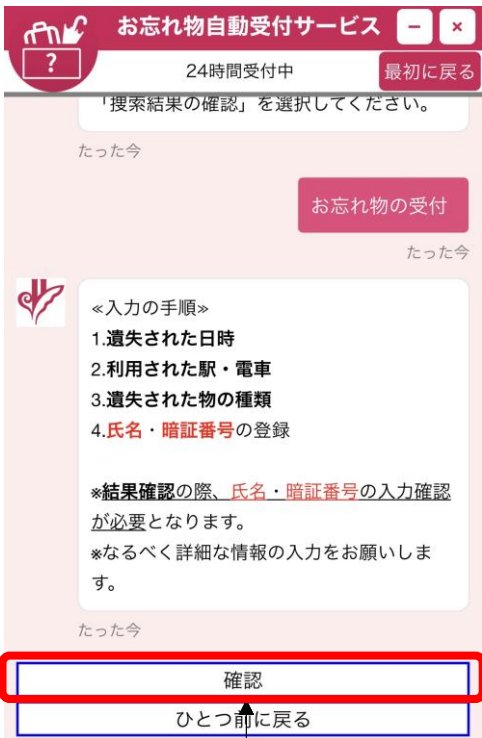 お忘れ物自動受付サービス
?
24時間受付中
最初に戻る
「捜索結果の確認」を選択してください。
たった今
お忘れ物の受付
たった今
≪入力の手順≫
1.遺失された日時
2.利用された駅・電車
3.遺失された物の種類
4.氏名・暗証番号の登録
※結果確認の際、氏名・暗証番号の入力確認
が必要となります。
※なるべく詳細な情報の入力をお願いしま
す。
たった今
確認
ひとつ前に戻る